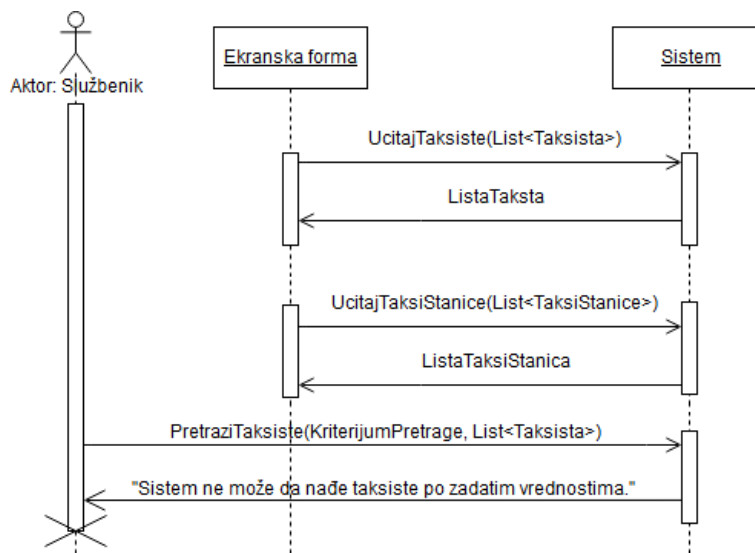 Aktor: Službenik
Ekranska forma
Sistem
UcitajTaksiste(List<Taksista>)
ListaTaksta
UcitajTaksiStanice(List<TaksiStanice>)
ListaTaksiStanica
PretraziTaksiste(KriterijumPretrage, List<Taksista>)
"Sistem ne može da nađe taksiste po zadatim vrednostima."